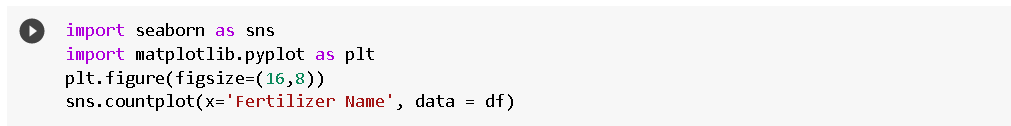 import seaborn as sns
import matplotlib.pyplot as plt
plt.figure(figsize=(16,8))
sns.countplot(x='Fertilizer Name', data = df)